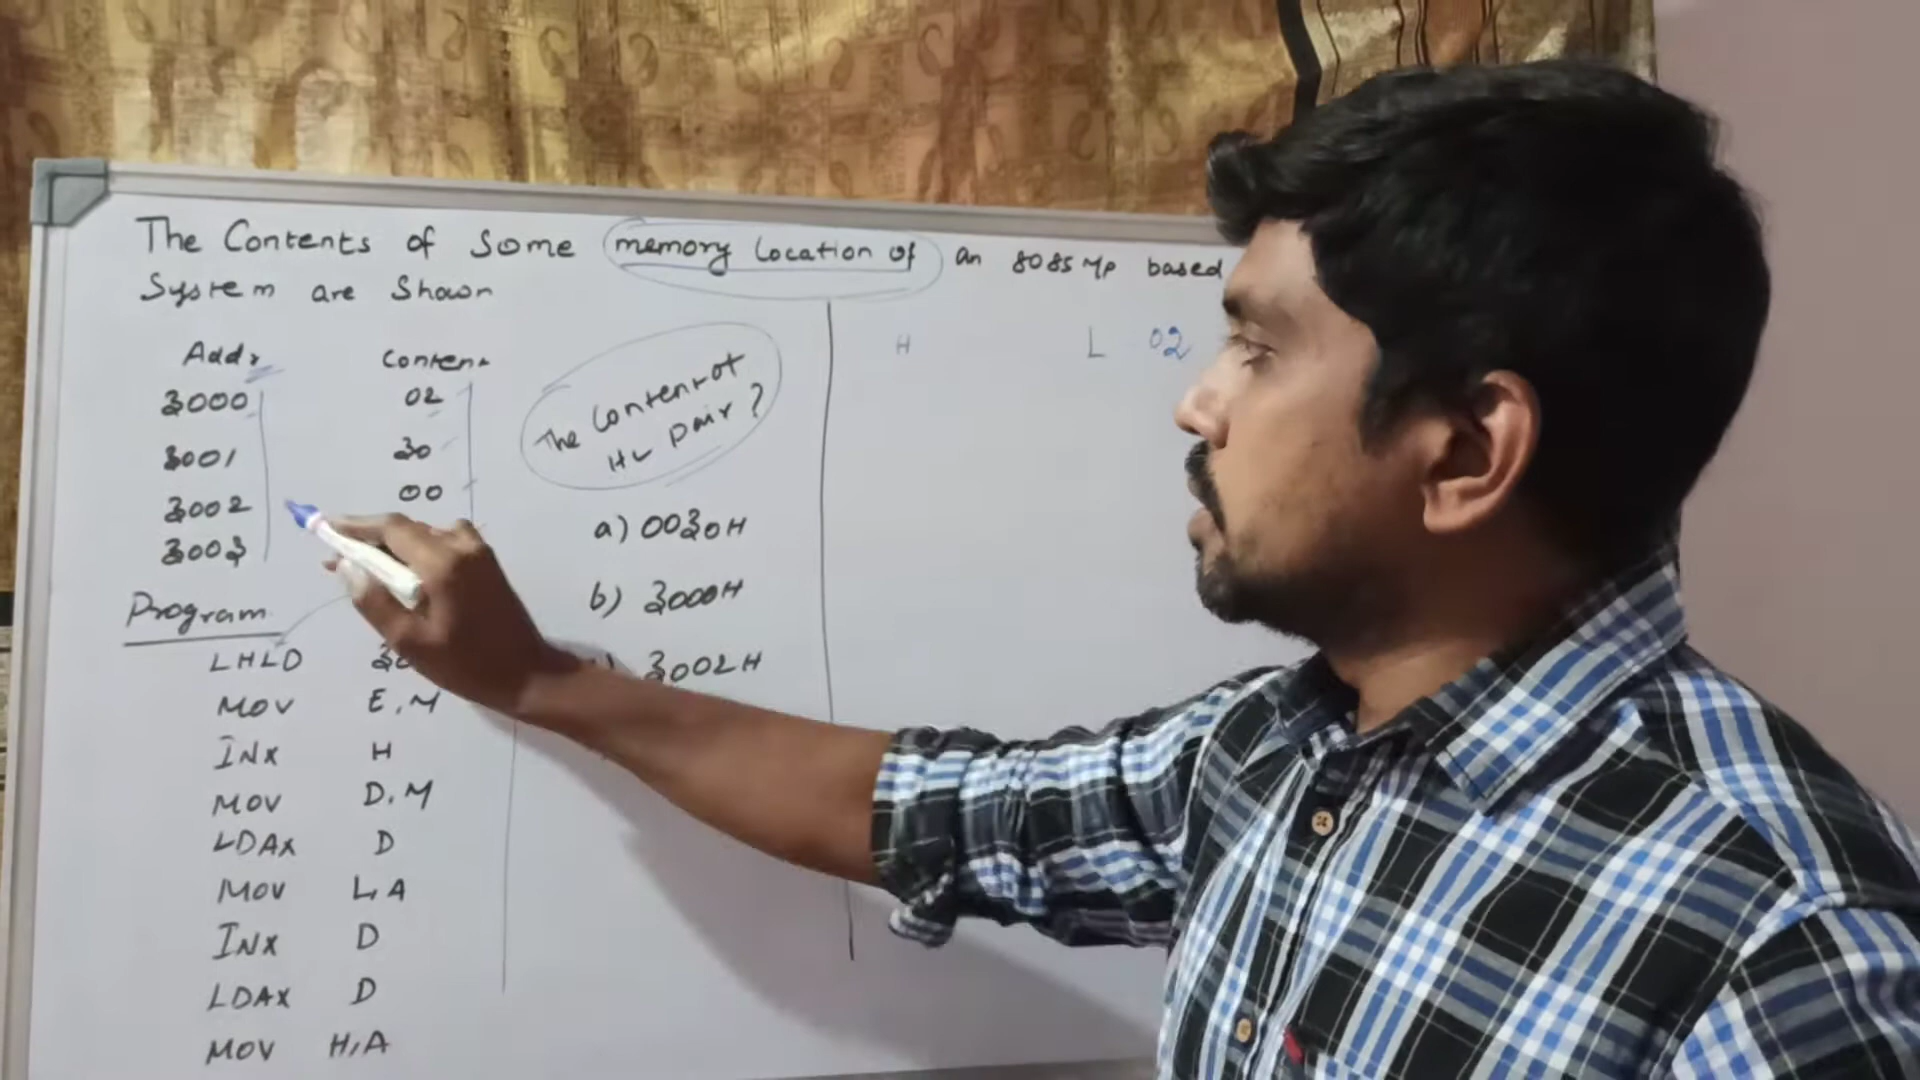 The Contents of Some memory Location of an 8085 μp based
System are Shown
Addr Content
3000 02
3001 30
3002 00
3003
The Content of
HL pair?
a) 0030H
b) 3000H
3002H
H L 02
Program
LHLD
MOV E,M
INX H
MOV D,M
LDAX D
MOV L,A
INX D
LDAX D
MOV H,A